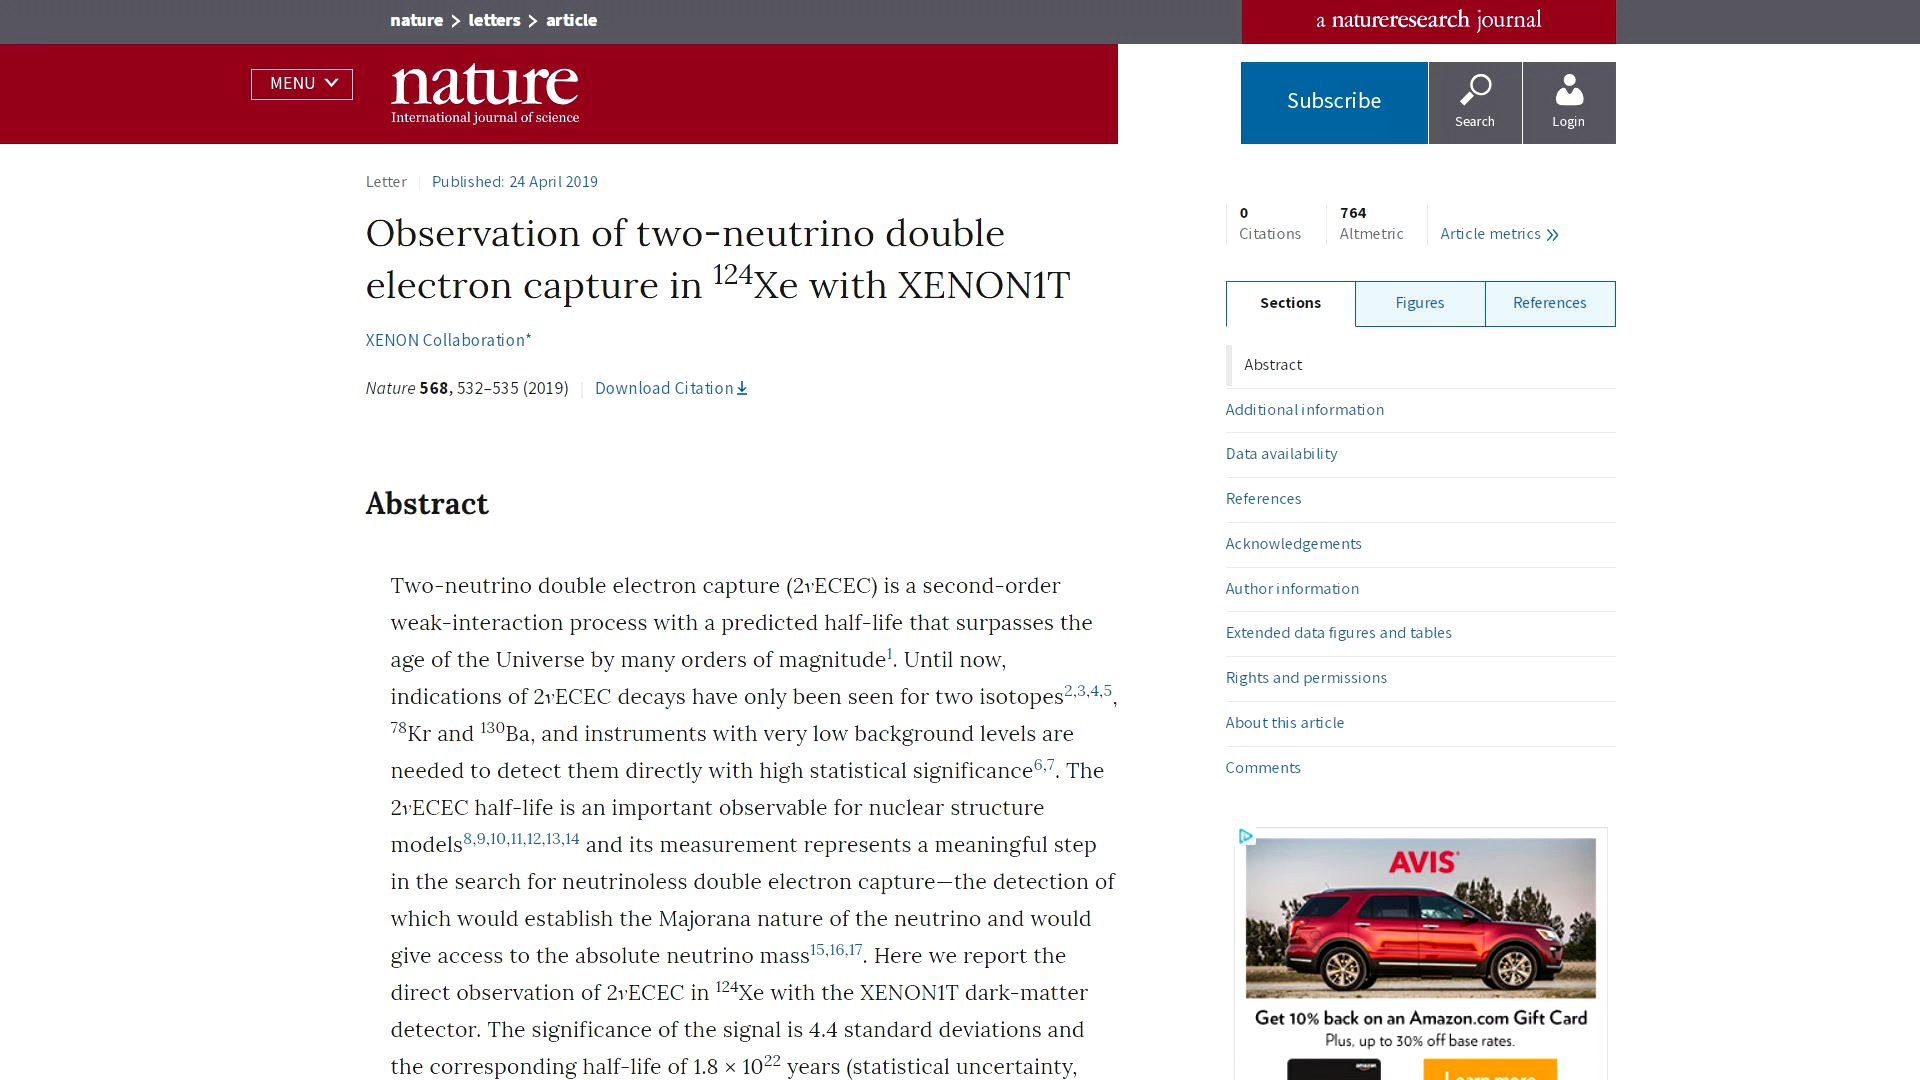 nature > letters > article
a natureresearch journal
MENU
nature
International journal of science
Subscribe
Search
Login
Letter
Published: 24 April 2019
Observation of two-neutrino double
electron capture in ¹²⁴Xe with XENON1T
XENON Collaboration*
Nature 568, 532–535 (2019)
Download Citation
Abstract
Two-neutrino double electron capture (2νECEC) is a second-order
weak-interaction process with a predicted half-life that surpasses the
age of the Universe by many orders of magnitude¹. Until now,
indications of 2νECEC decays have only been seen for two isotopes²,³,⁴,⁵,
⁷⁸Kr and ¹³⁰Ba, and instruments with very low background levels are
needed to detect them directly with high statistical significance⁶,⁷. The
2νECEC half-life is an important observable for nuclear structure
models⁸,⁹,¹⁰,¹¹,¹²,¹³,¹⁴ and its measurement represents a meaningful step
in the search for neutrinoless double electron capture—the detection of
which would establish the Majorana nature of the neutrino and would
give access to the absolute neutrino mass¹⁵,¹⁶,¹⁷. Here we report the
direct observation of 2νECEC in ¹²⁴Xe with the XENON1T dark-matter
detector. The significance of the signal is 4.4 standard deviations and
the corresponding half-life of 1.8 × 10²² years (statistical uncertainty,
0
Citations
764
Altmetric
Article metrics
Sections
Figures
References
Abstract
Additional information
Data availability
References
Acknowledgements
Author information
Extended data figures and tables
Rights and permissions
About this article
Comments
AVIS
Get 10% back on an Amazon.com Gift Card
Plus, up to 30% off base rates.
amazon
Learn more